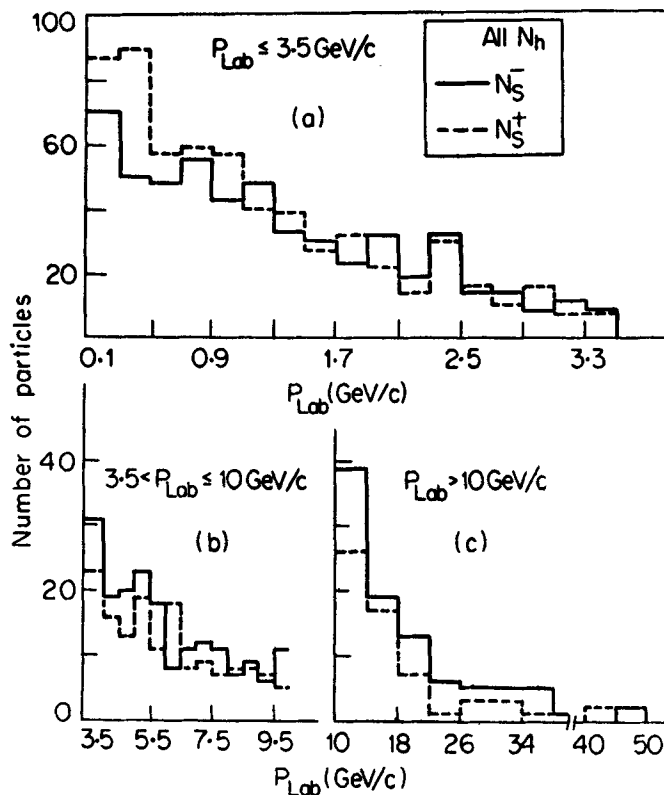 100
60
20
P_Lab ≤ 3.5 GeV/c
(a)
All N_h
N_S^-
N_S^+
0.1 0.9 1.7 2.5 3.3
P_Lab (GeV/c)
Number of particles
40
20
0
3.5 < P_Lab ≤ 10 GeV/c
(b)
3.5 5.5 7.5 9.5
P_Lab (GeV/c)
P_Lab > 10 GeV/c
(c)
10 18 26 34 40 50
P_Lab (GeV/c)